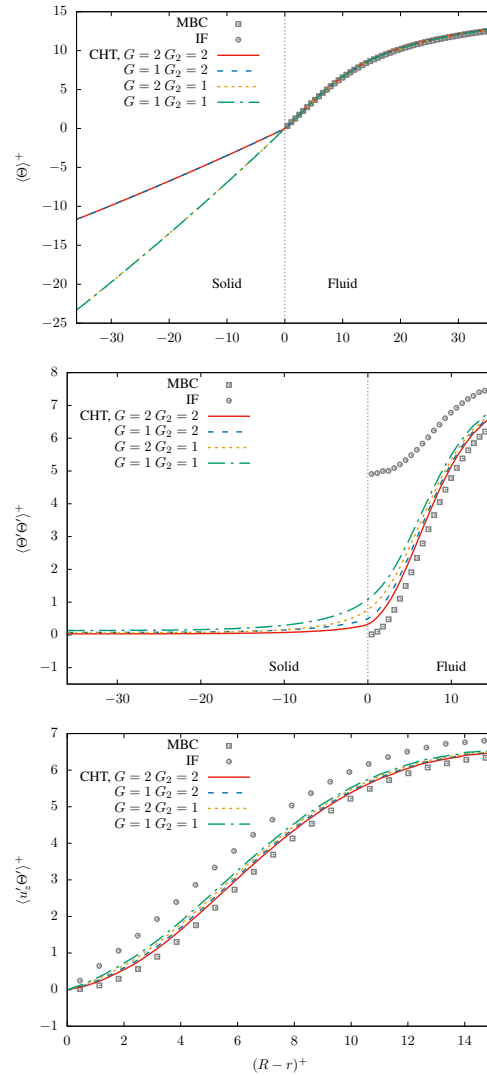 MBC
IF
CHT, G = 2 G₂ = 2
G = 1 G₂ = 2
G = 2 G₂ = 1
G = 1 G₂ = 1
15
10
5
0
−5
−10
−15
−20
−25
⟨Θ⟩⁺
Solid Fluid
−30 −20 −10 0 10 20 30
MBC
IF
CHT, G = 2 G₂ = 2
G = 1 G₂ = 2
G = 2 G₂ = 1
G = 1 G₂ = 1
8
7
6
5
4
3
2
1
0
−1
⟨Θ′Θ′⟩⁺
Solid Fluid
−30 −20 −10 0 10
MBC
IF
CHT, G = 2 G₂ = 2
G = 1 G₂ = 2
G = 2 G₂ = 1
G = 1 G₂ = 1
7
6
5
4
3
2
1
0
−1
⟨u′zΘ′⟩⁺
0 2 4 6 8 10 12 14
(R − r)⁺